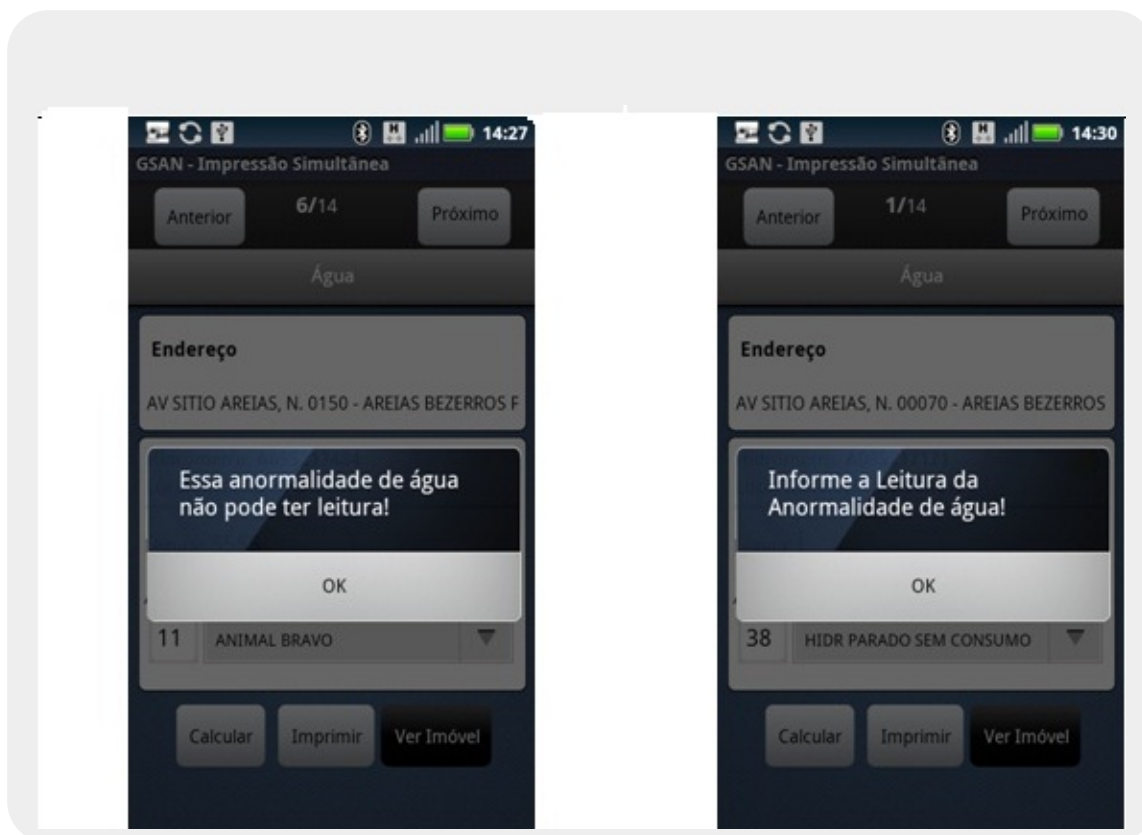 14:27
GSAN - Impressão Simultânea
Anterior
6/14
Próximo
Água
Endereço
AV SITIO AREIAS, N. 0150 - AREIAS BEZERROS F
Essa anormalidade de água
não pode ter leitura!
OK
11 ANIMAL BRAVO
Calcular
Imprimir
Ver Imóvel
14:30
GSAN - Impressão Simultânea
Anterior
1/14
Próximo
Água
Endereço
AV SITIO AREIAS, N. 00070 - AREIAS BEZERROS
Informe a Leitura da
Anormalidade de água!
OK
38 HIDR PARADO SEM CONSUMO
Calcular
Imprimir
Ver Imóvel